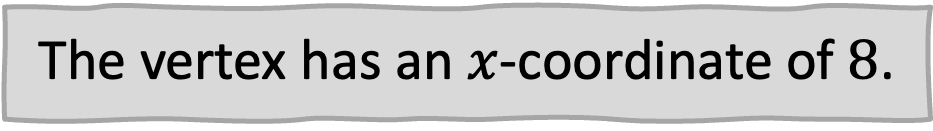 The vertex has an x-coordinate of 8.